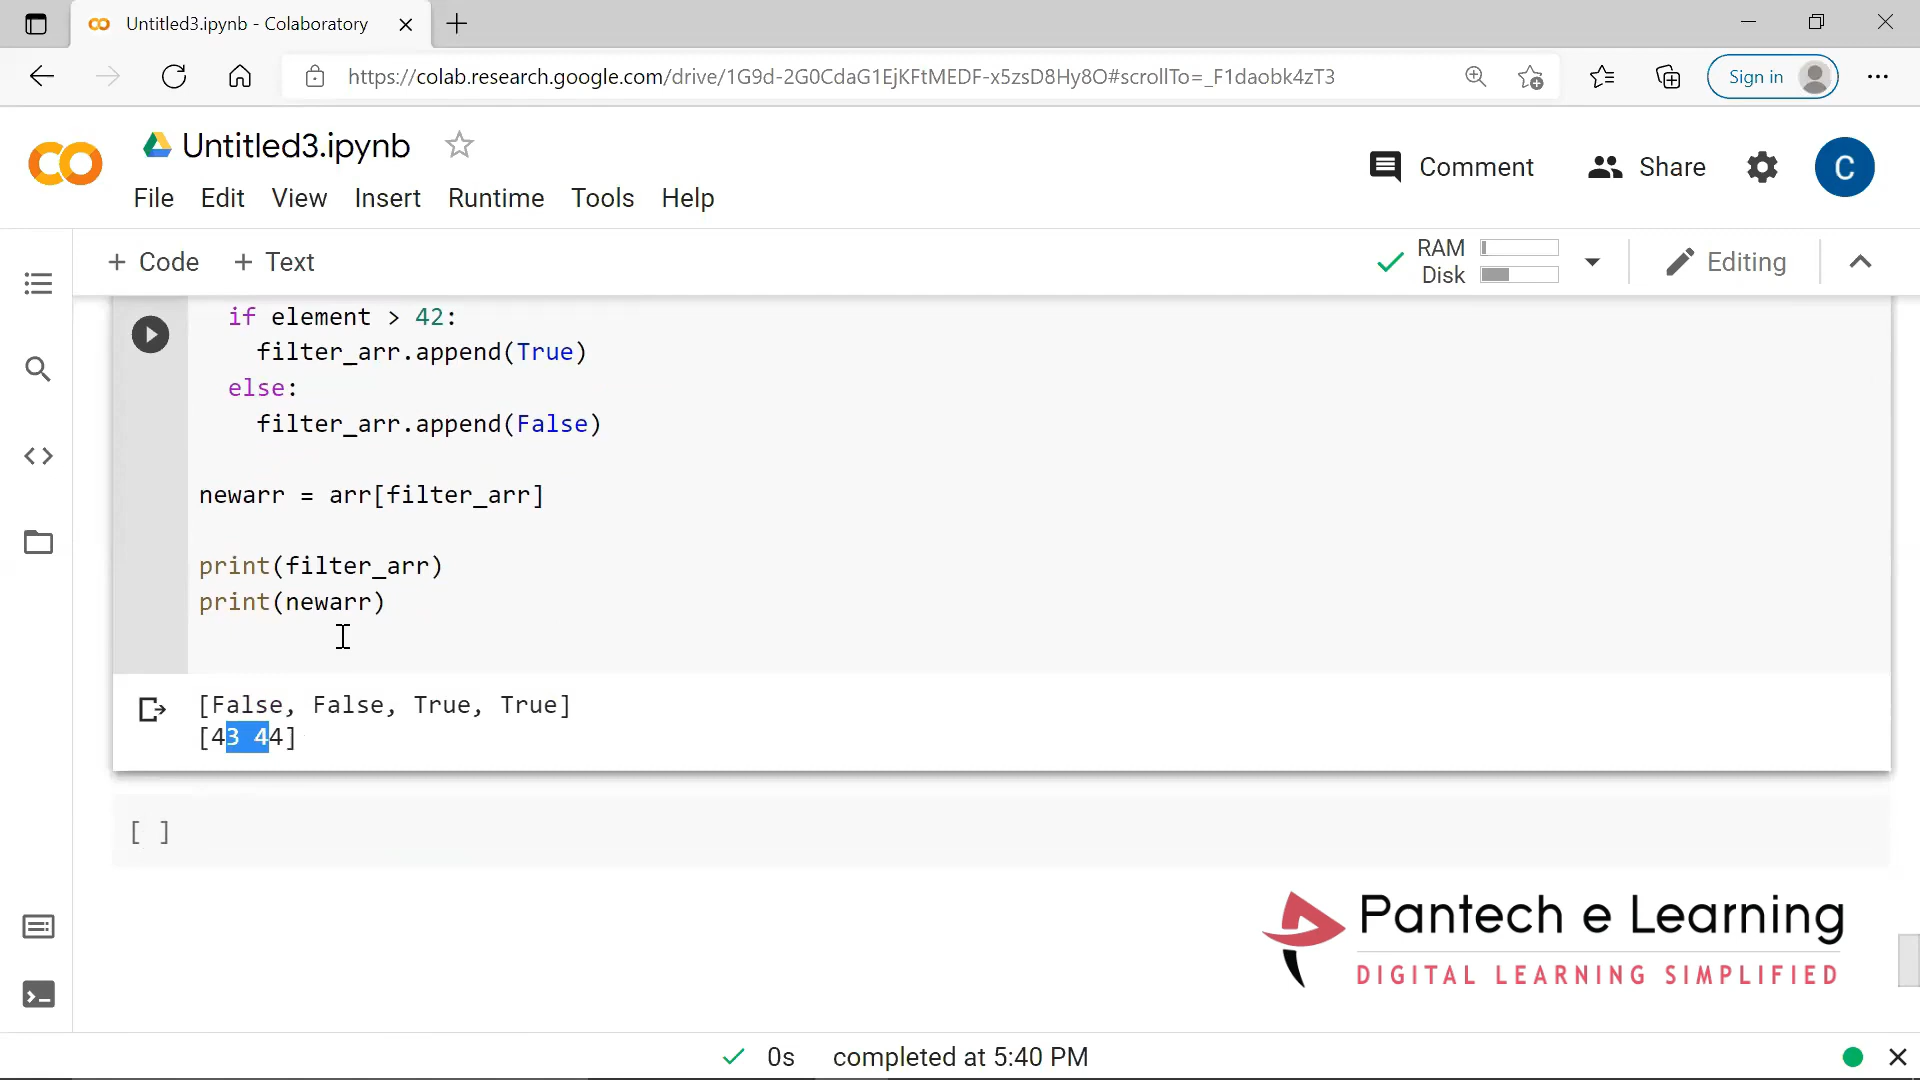 Untitled3.ipynb - Colaboratory
https://colab.research.google.com/drive/1G9d-2G0CdaG1EjKFtMEDF-x5zsD8Hy8O#scrollTo=_F1daobk4zT3
Sign in
Untitled3.ipynb
Comment
Share
C
File Edit View Insert Runtime Tools Help
+ Code + Text
RAM
Disk
Editing
if element > 42:
filter_arr.append(True)
else:
filter_arr.append(False)
newarr = arr[filter_arr]
print(filter_arr)
print(newarr)
[False, False, True, True]
[43 44]
[ ]
Pantech e Learning
DIGITAL LEARNING SIMPLIFIED
0s completed at 5:40 PM